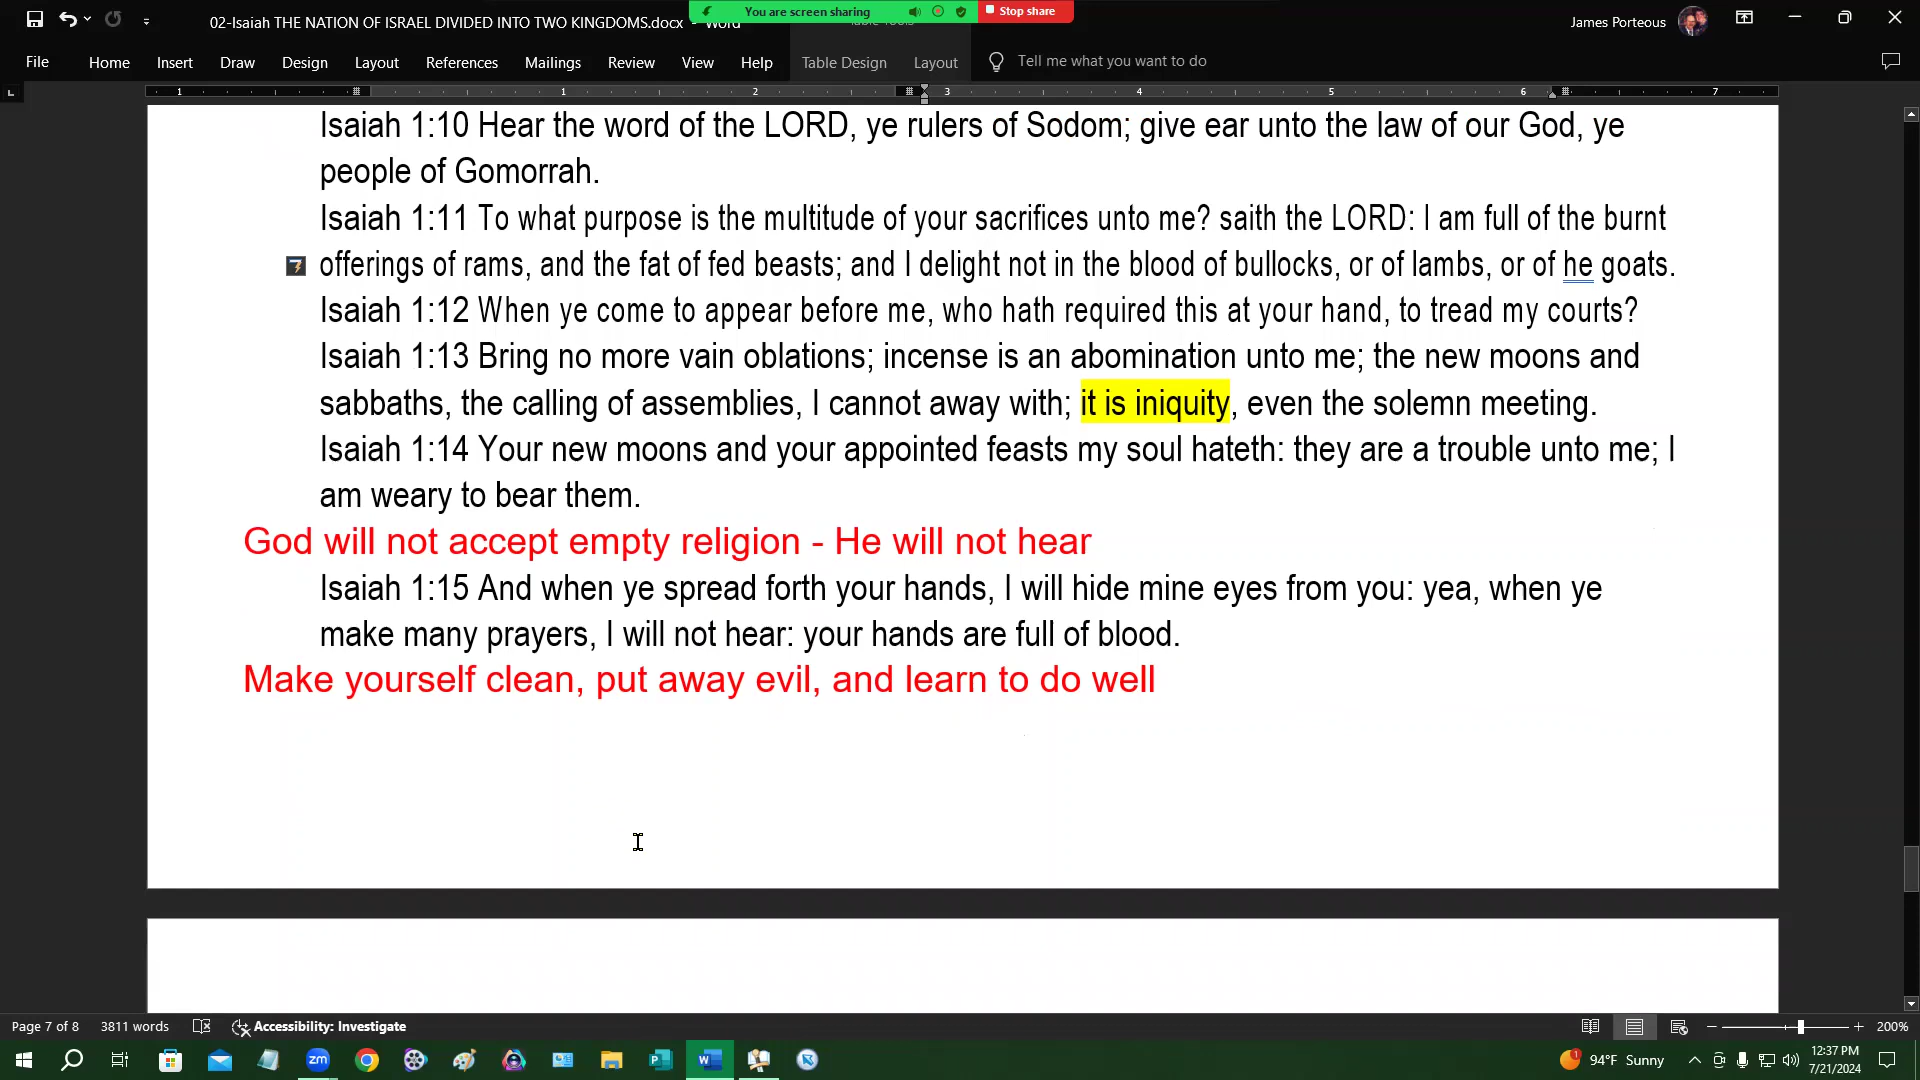 02-Isaiah THE NATION OF ISRAEL DIVIDED INTO TWO KINGDOMS.docx - Word
You are screen sharing
Stop share
James Porteous
File Home Insert Draw Design Layout References Mailings Review View Help Table Design Layout Tell me what you want to do
1 1 2 3 4 5 6 7
Isaiah 1:10 Hear the word of the LORD, ye rulers of Sodom; give ear unto the law of our God, ye
people of Gomorrah.
Isaiah 1:11 To what purpose is the multitude of your sacrifices unto me? saith the LORD: I am full of the burnt
offerings of rams, and the fat of fed beasts; and I delight not in the blood of bullocks, or of lambs, or of he goats.
Isaiah 1:12 When ye come to appear before me, who hath required this at your hand, to tread my courts?
Isaiah 1:13 Bring no more vain oblations; incense is an abomination unto me; the new moons and
sabbaths, the calling of assemblies, I cannot away with; it is iniquity, even the solemn meeting.
Isaiah 1:14 Your new moons and your appointed feasts my soul hateth: they are a trouble unto me; I
am weary to bear them.
God will not accept empty religion - He will not hear
Isaiah 1:15 And when ye spread forth your hands, I will hide mine eyes from you: yea, when ye
make many prayers, I will not hear: your hands are full of blood.
Make yourself clean, put away evil, and learn to do well
Page 7 of 8 3811 words Accessibility: Investigate 200%
zm
94°F Sunny
12:37 PM
7/21/2024